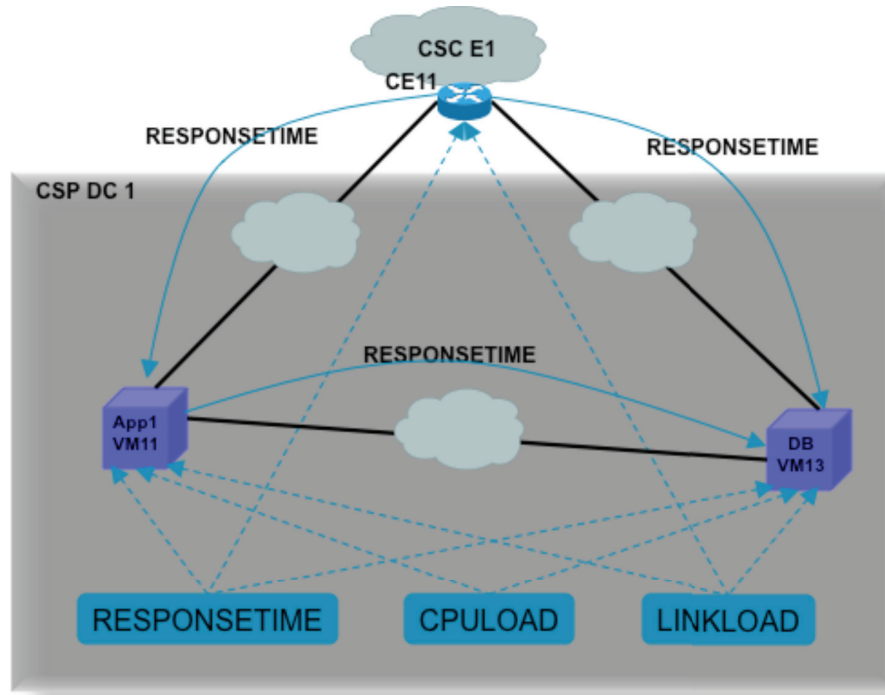 CSC E1
CE11
RESPONSETIME
RESPONSETIME
CSP DC 1
RESPONSETIME
App1
VM11
DB
VM13
RESPONSETIME
CPULOAD
LINKLOAD